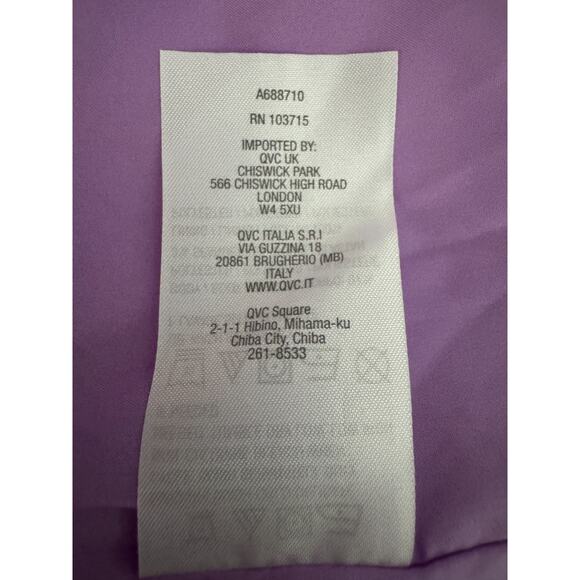 A688710
RN 103715
IMPORTED BY:
QVC UK
CHISWICK PARK
566 CHISWICK HIGH ROAD
LONDON
W4 5XU
QVC ITALIA S.R.I
VIA GUZZINA 18
20861 BRUGHERIO (MB)
ITALY
WWW.QVC.IT
QVC Square
2-1-1 Hibino, Mihama-ku
Chiba City, Chiba
261-8533